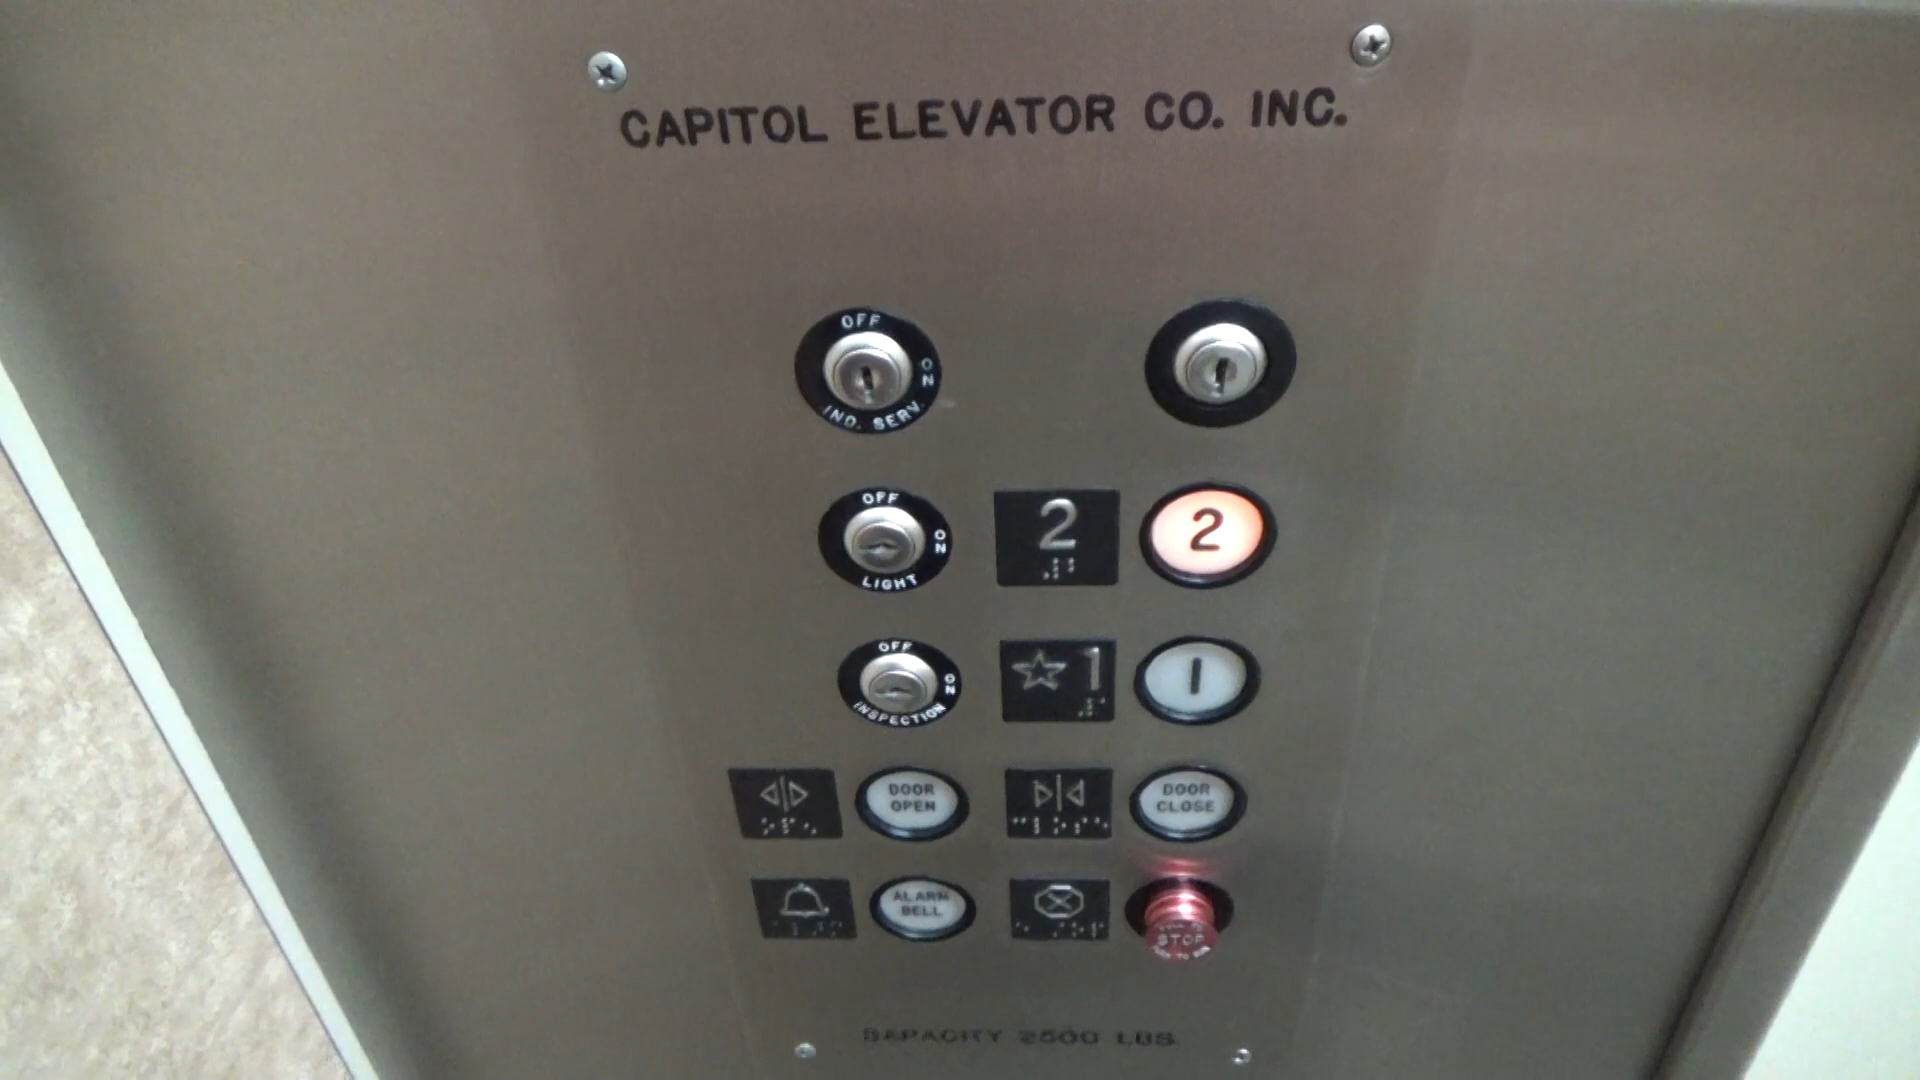 CAPITOL ELEVATOR CO. INC.
OFF
ON
IND. SERV.
OFF
ON
LIGHT
2
2
OFF
ON
INSPECTION
☆1
1
DOOR
OPEN
DOOR
CLOSE
ALARM
BELL
STOP
CAPACITY 2500 LBS.